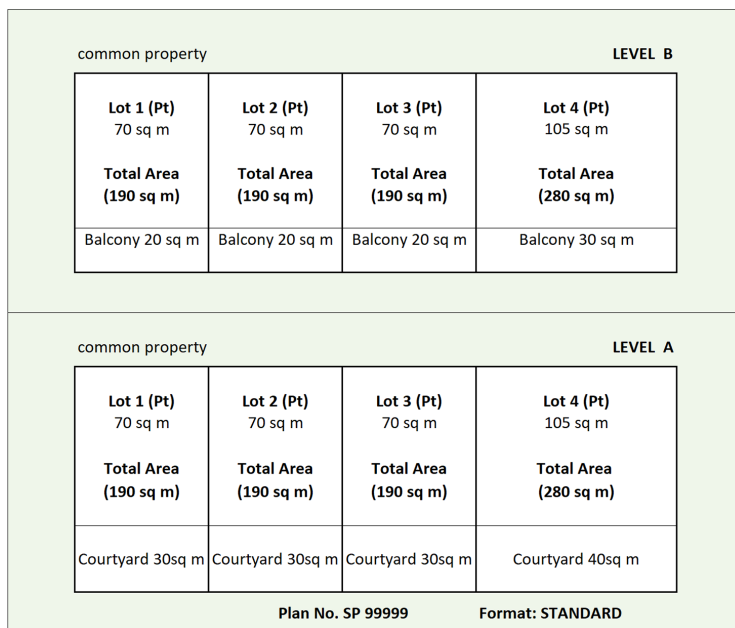 common property LEVEL B
Lot 1 (Pt) Lot 2 (Pt) Lot 3 (Pt) Lot 4 (Pt)
70 sq m 70 sq m 70 sq m 105 sq m
Total Area Total Area Total Area Total Area
(190 sq m) (190 sq m) (190 sq m) (280 sq m)
Balcony 20 sq m Balcony 20 sq m Balcony 20 sq m Balcony 30 sq m
common property LEVEL A
Lot 1 (Pt) Lot 2 (Pt) Lot 3 (Pt) Lot 4 (Pt)
70 sq m 70 sq m 70 sq m 105 sq m
Total Area Total Area Total Area Total Area
(190 sq m) (190 sq m) (190 sq m) (280 sq m)
Courtyard 30sq m Courtyard 30sq m Courtyard 30sq m Courtyard 40sq m
Plan No. SP 99999 Format: STANDARD